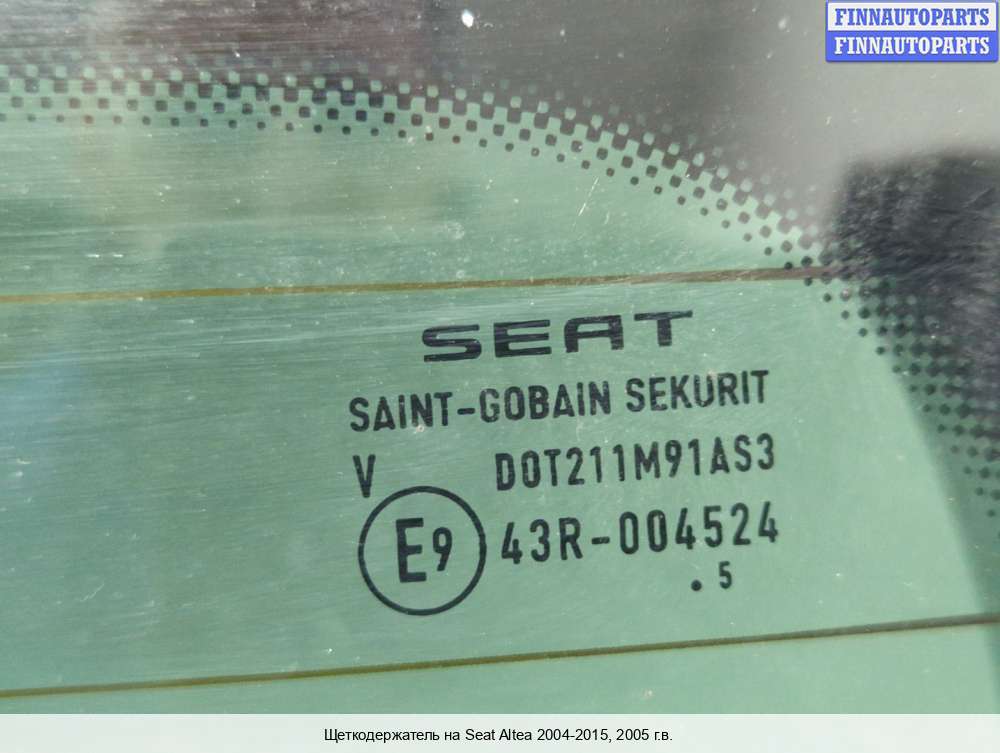 FINNAUTOPARTS
FINNAUTOPARTS
SEAT
SAINT-GOBAIN SEKURIT
V DOT211M91AS3
E9 43R-004524
.5
Щеткодержатель на Seat Altea 2004-2015, 2005 г.в.